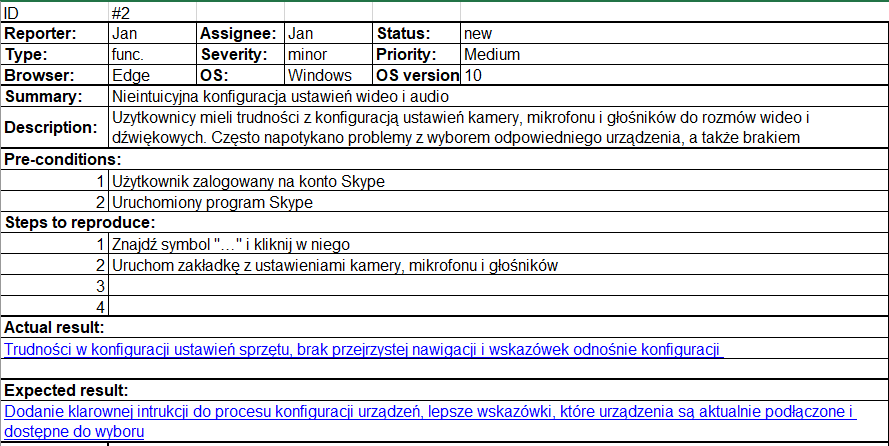 ID #2
Reporter: Jan Assignee: Jan Status: new
Type: func. Severity: minor Priority: Medium
Browser: Edge OS: Windows OS version 10
Summary: Nieintuicyjna konfiguracja ustawień wideo i audio
Description: Uzytkownicy mieli trudności z konfiguracją ustawień kamery, mikrofonu i głośników do rozmów wideo i
dźwiękowych. Często napotykano problemy z wyborem odpowiedniego urządzenia, a także brakiem
Pre-conditions:
1 Użytkownik zalogowany na konto Skype
2 Uruchomiony program Skype
Steps to reproduce:
1 Znajdź symbol "…" i kliknij w niego
2 Uruchom zakładkę z ustawieniami kamery, mikrofonu i głośników
3
4
Actual result:
Trudności w konfiguracji ustawień sprzętu, brak przejrzystej nawigacji i wskazówek odnośnie konfiguracji
Expected result:
Dodanie klarownej intrukcji do procesu konfiguracji urządzeń, lepsze wskazówki, które urządzenia są aktualnie podłączone i
dostępne do wyboru